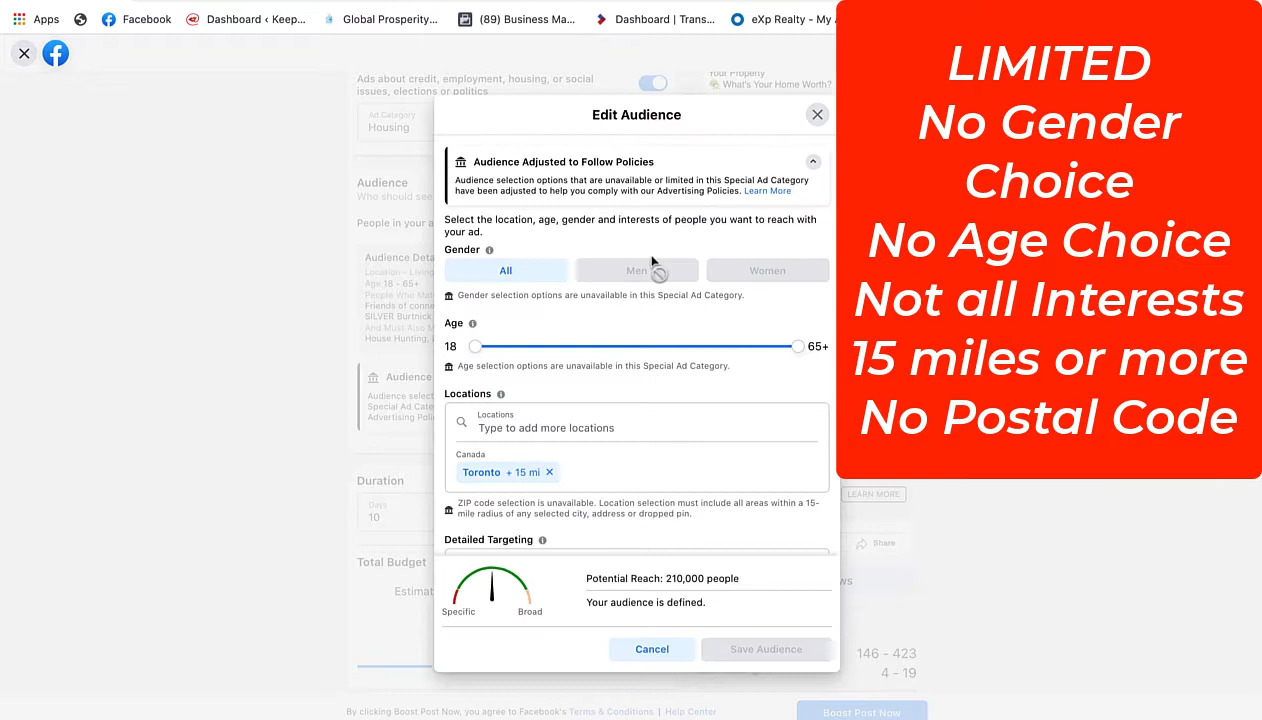 Apps
Facebook
Dashboard ‹ Keep...
Global Prosperity...
(89) Business Ma...
Dashboard | Trans...
eXp Realty - My
LIMITED
No Gender
Choice
No Age Choice
Not all Interests
15 miles or more
No Postal Code
Ads about credit, employment, housing, or social
issues, elections or politics
Your Property
What's Your Home Worth?
Ad Category
Housing
Audience
Who should see
People in your a
Audience Deta
Location - Living
Age 18 - 65+
People Who Mat
Friends of conne
SILVER Burtnick
And Must Also M
House Hunting,
Audience
Audience select
Special Ad Cate
Advertising Poli
Duration
Days
10
Total Budget
Estima
Edit Audience
Audience Adjusted to Follow Policies
Audience selection options that are unavailable or limited in this Special Ad Category
have been adjusted to help you comply with our Advertising Policies. Learn More
Select the location, age, gender and interests of people you want to reach with
your ad.
Gender
All
Men
Women
Gender selection options are unavailable in this Special Ad Category.
Age
18
65+
Age selection options are unavailable in this Special Ad Category.
Locations
Locations
Type to add more locations
Canada
Toronto + 15 mi
ZIP code selection is unavailable. Location selection must include all areas within a 15-
mile radius of any selected city, address or dropped pin.
Detailed Targeting
Specific
Broad
Potential Reach: 210,000 people
Your audience is defined.
Cancel
Save Audience
LEARN MORE
Share
ws
146 - 423
4 - 19
By clicking Boost Post Now, you agree to Facebook's Terms & Conditions | Help Center
Boost Post Now